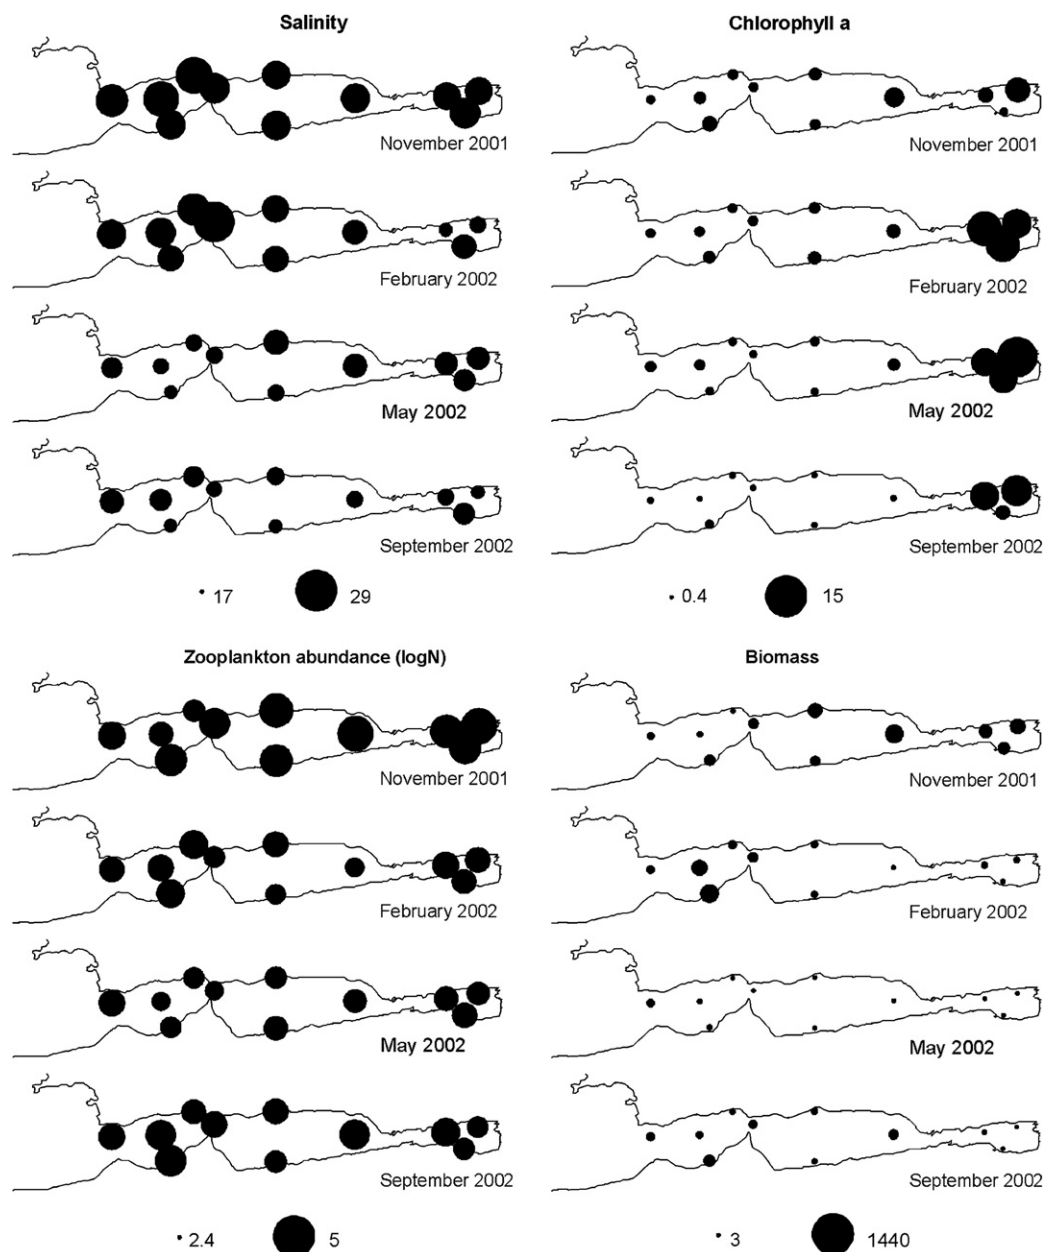 Salinity
November 2001
February 2002
May 2002
September 2002
17 29
Chlorophyll a
November 2001
February 2002
May 2002
September 2002
0.4 15
Zooplankton abundance (logN)
November 2001
February 2002
May 2002
September 2002
2.4 5
Biomass
November 2001
February 2002
May 2002
September 2002
3 1440